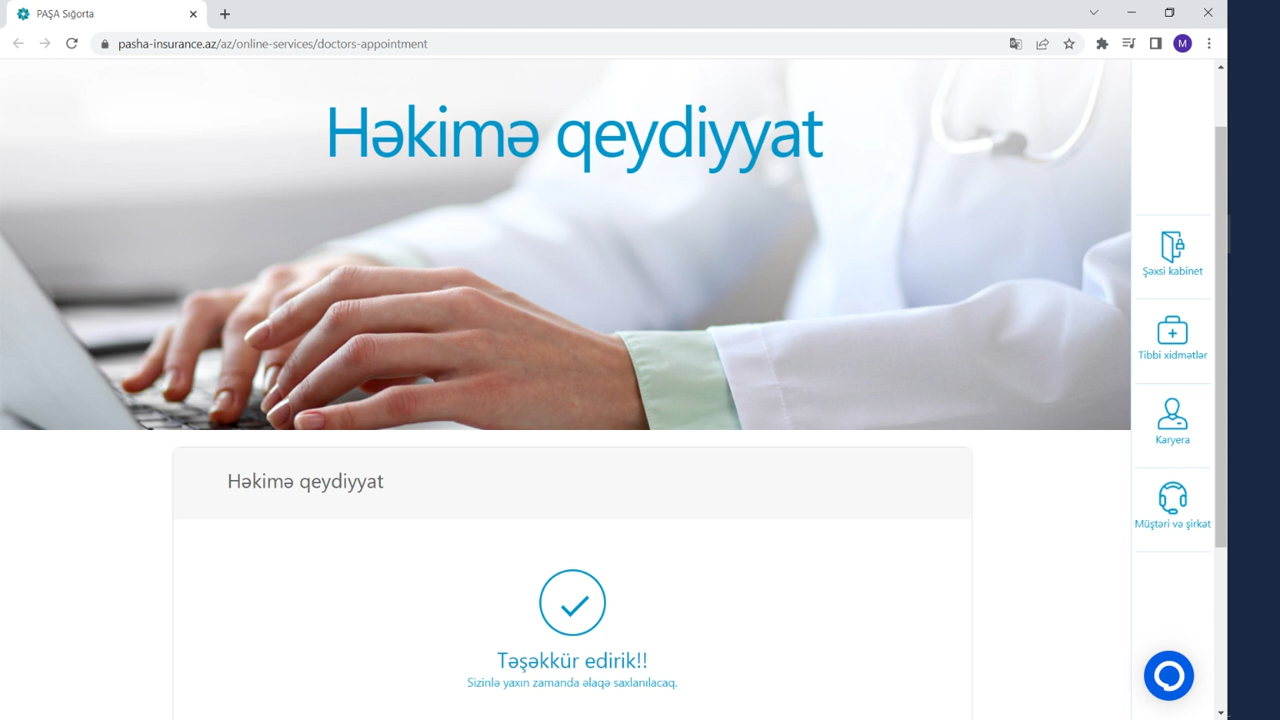 PAŞA Sığorta
pasha-insurance.az/az/online-services/doctors-appointment
M
Həkimə qeydiyyat
Şəxsi kabinet
Tibbi xidmətlər
Karyera
Müştəri və şirkət
Həkimə qeydiyyat
Təşəkkür edirik!!
Sizinlə yaxın zamanda əlaqə saxlanılacaq.